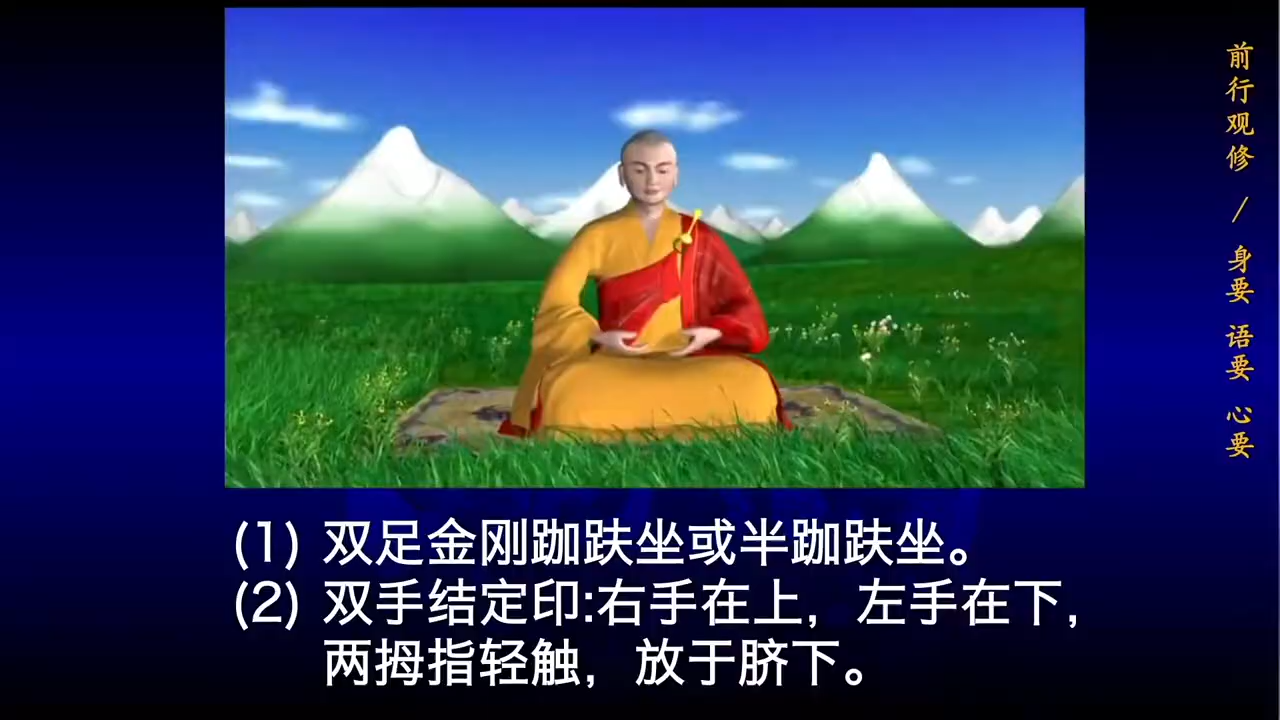 前行观修 / 身要 语要 心要
(1) 双足金刚跏趺坐或半跏趺坐。
(2) 双手结定印:右手在上，左手在下，
两拇指轻触，放于脐下。